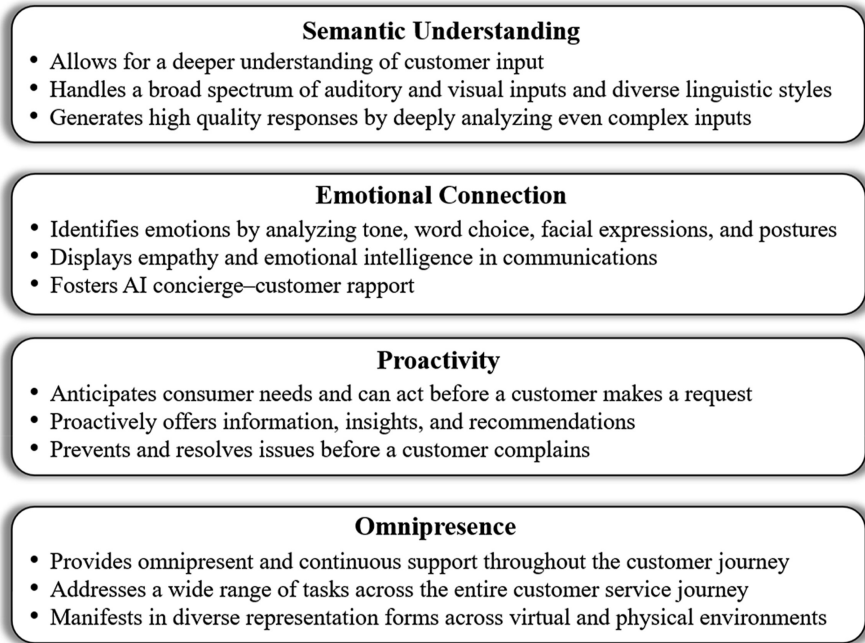 Semantic Understanding
• Allows for a deeper understanding of customer input
• Handles a broad spectrum of auditory and visual inputs and diverse linguistic styles
• Generates high quality responses by deeply analyzing even complex inputs
Emotional Connection
• Identifies emotions by analyzing tone, word choice, facial expressions, and postures
• Displays empathy and emotional intelligence in communications
• Fosters AI concierge–customer rapport
Proactivity
• Anticipates consumer needs and can act before a customer makes a request
• Proactively offers information, insights, and recommendations
• Prevents and resolves issues before a customer complains
Omnipresence
• Provides omnipresent and continuous support throughout the customer journey
• Addresses a wide range of tasks across the entire customer service journey
• Manifests in diverse representation forms across virtual and physical environments